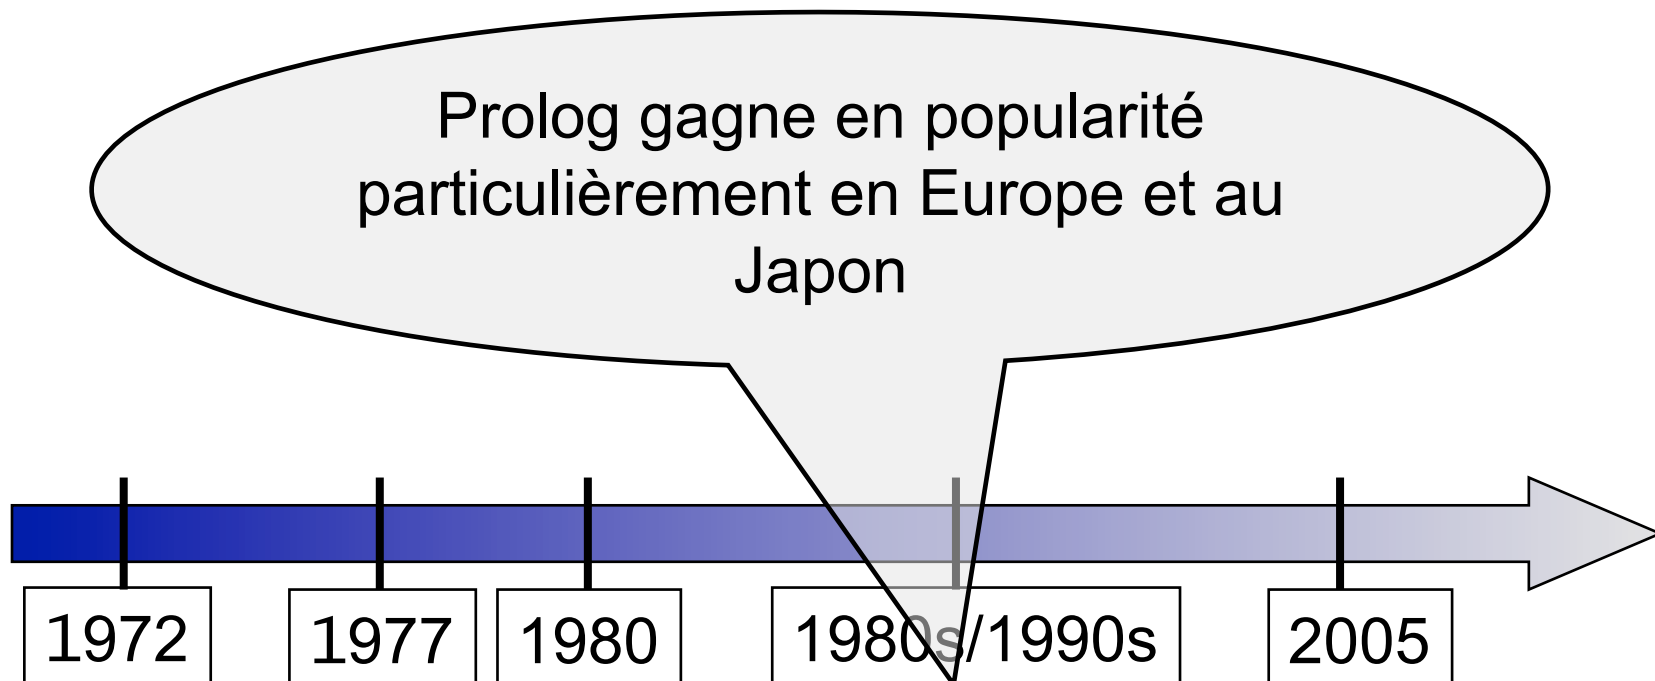 Prolog gagne en popularité
particulièrement en Europe et au
Japon
1972
1977
1980
1980s/1990s
2005